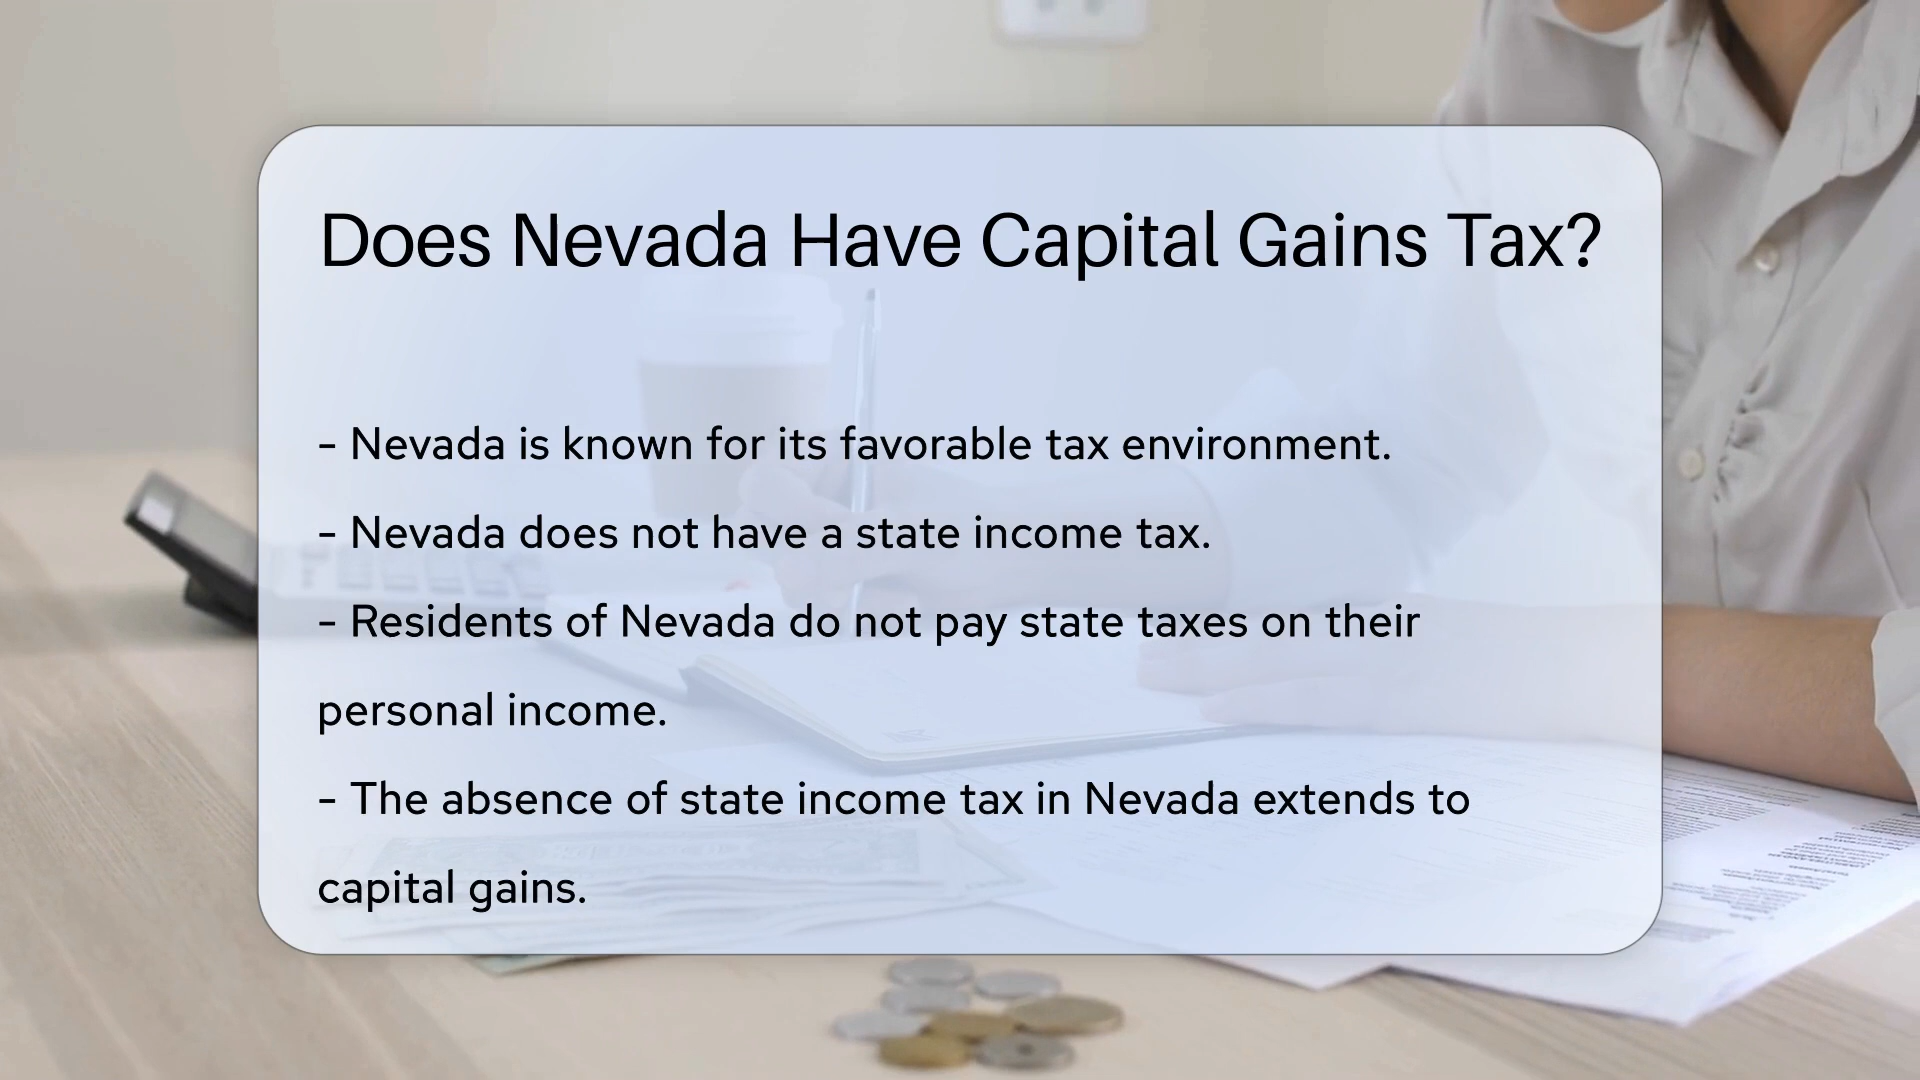 Does Nevada Have Capital Gains Tax?
- Nevada is known for its favorable tax environment.
- Nevada does not have a state income tax.
- Residents of Nevada do not pay state taxes on their
personal income.
- The absence of state income tax in Nevada extends to
capital gains.